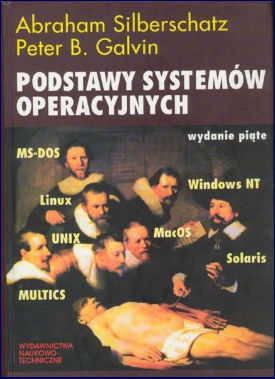 Abraham Silberschatz
Peter B. Galvin
PODSTAWY SYSTEMÓW
OPERACYJNYCH
wydanie piąte
MS-DOS
Windows NT
Linux
UNIX
MacOS
Solaris
MULTICS
WYDAWNICTWA
NAUKOWO-
TECHNICZNE